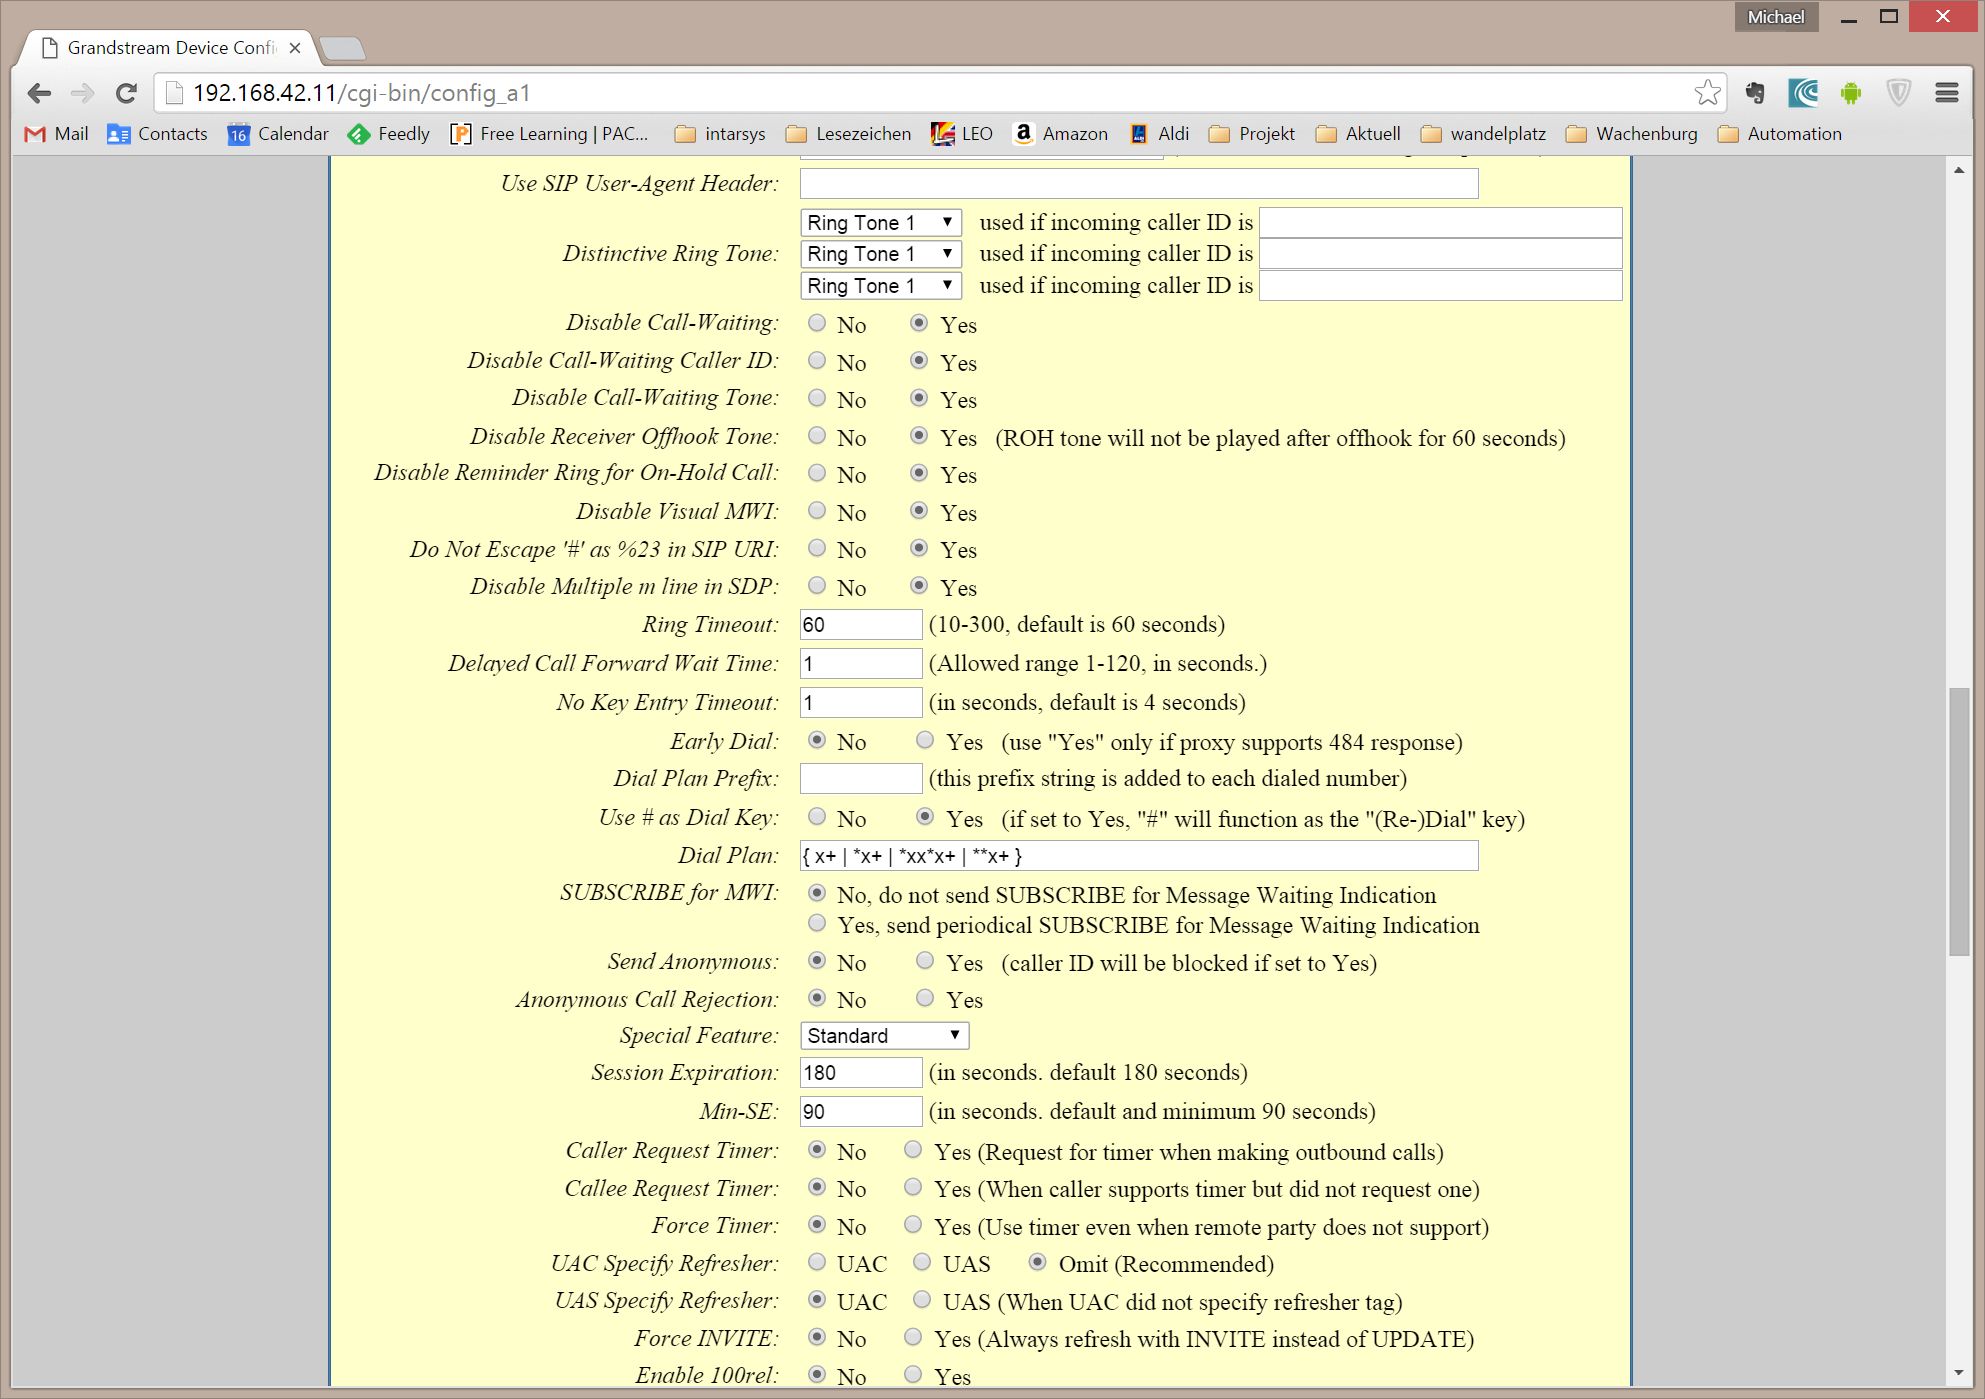 Michael
Grandstream Device Confi
192.168.42.11/cgi-bin/config_a1
Mail Contacts 16 Calendar Feedly Free Learning | PAC... intarsys Lesezeichen LEO Amazon Aldi Projekt Aktuell wandelplatz Wachenburg Automation
Use SIP User-Agent Header:
Ring Tone 1 used if incoming caller ID is
Distinctive Ring Tone: Ring Tone 1 used if incoming caller ID is
Ring Tone 1 used if incoming caller ID is
Disable Call-Waiting: No Yes
Disable Call-Waiting Caller ID: No Yes
Disable Call-Waiting Tone: No Yes
Disable Receiver Offhook Tone: No Yes (ROH tone will not be played after offhook for 60 seconds)
Disable Reminder Ring for On-Hold Call: No Yes
Disable Visual MWI: No Yes
Do Not Escape '#' as %23 in SIP URI: No Yes
Disable Multiple m line in SDP: No Yes
Ring Timeout: 60 (10-300, default is 60 seconds)
Delayed Call Forward Wait Time: 1 (Allowed range 1-120, in seconds.)
No Key Entry Timeout: 1 (in seconds, default is 4 seconds)
Early Dial: No Yes (use "Yes" only if proxy supports 484 response)
Dial Plan Prefix: (this prefix string is added to each dialed number)
Use # as Dial Key: No Yes (if set to Yes, "#" will function as the "(Re-)Dial" key)
Dial Plan: { x+ | *x+ | *xx*x+ | **x+ }
SUBSCRIBE for MWI: No, do not send SUBSCRIBE for Message Waiting Indication
Yes, send periodical SUBSCRIBE for Message Waiting Indication
Send Anonymous: No Yes (caller ID will be blocked if set to Yes)
Anonymous Call Rejection: No Yes
Special Feature: Standard
Session Expiration: 180 (in seconds. default 180 seconds)
Min-SE: 90 (in seconds. default and minimum 90 seconds)
Caller Request Timer: No Yes (Request for timer when making outbound calls)
Callee Request Timer: No Yes (When caller supports timer but did not request one)
Force Timer: No Yes (Use timer even when remote party does not support)
UAC Specify Refresher: UAC UAS Omit (Recommended)
UAS Specify Refresher: UAC UAS (When UAC did not specify refresher tag)
Force INVITE: No Yes (Always refresh with INVITE instead of UPDATE)
Enable 100rel: No Yes